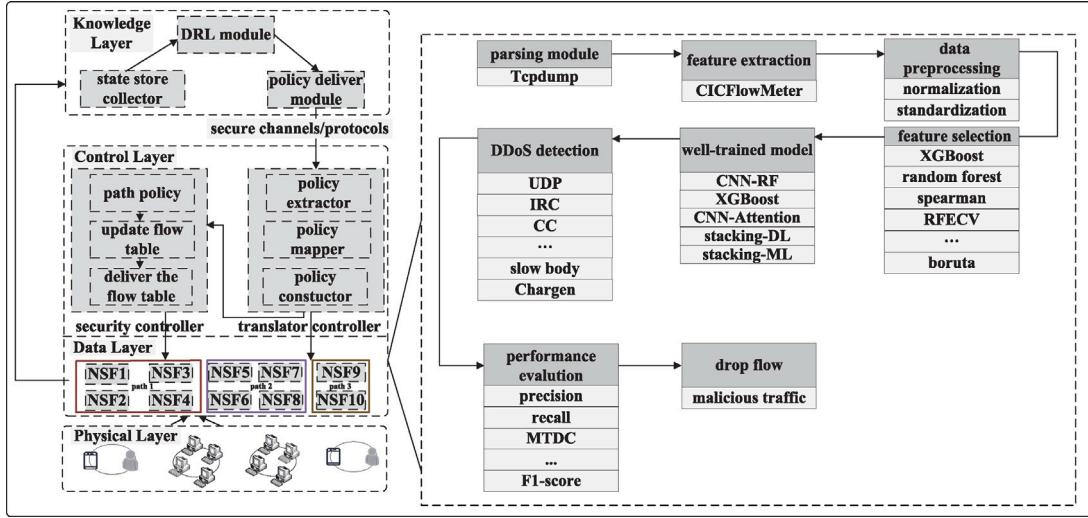 Knowledge
Layer
DRL module
state store
collector
policy deliver
module
secure channels/protocols
Control Layer
path policy
update flow
table
deliver the
flow table
policy
extractor
policy
mapper
policy
constuctor
security controller
translator controller
Data Layer
NSF1
NSF3
path 1
NSF2
NSF4
NSF5
NSF7
path 2
NSF6
NSF8
NSF9
path 3
NSF10
Physical Layer
parsing module
Tcpdump
feature extraction
CICFlowMeter
data
preprocessing
normalization
standardization
feature selection
XGBoost
random forest
spearman
RFECV
...
boruta
well-trained model
CNN-RF
XGBoost
CNN-Attention
stacking-DL
stacking-ML
DDoS detection
UDP
IRC
CC
...
slow body
Chargen
performance
evalution
precision
recall
MTDC
...
F1-score
drop flow
malicious traffic